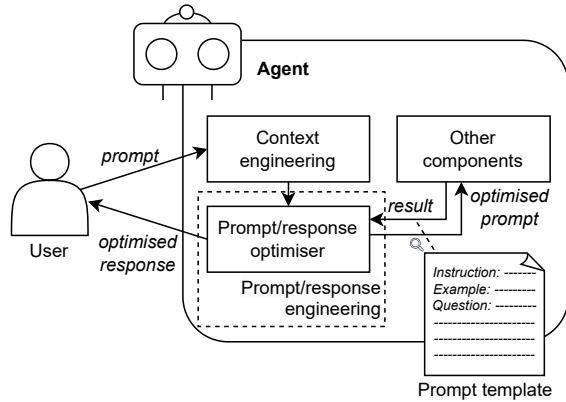 Agent
Context
engineering
Other
components
prompt
User
optimised
response
Prompt/response
optimiser
result
optimised
prompt
Prompt/response
engineering
Instruction: -------
Example: ---------
Question: ---------
Prompt template